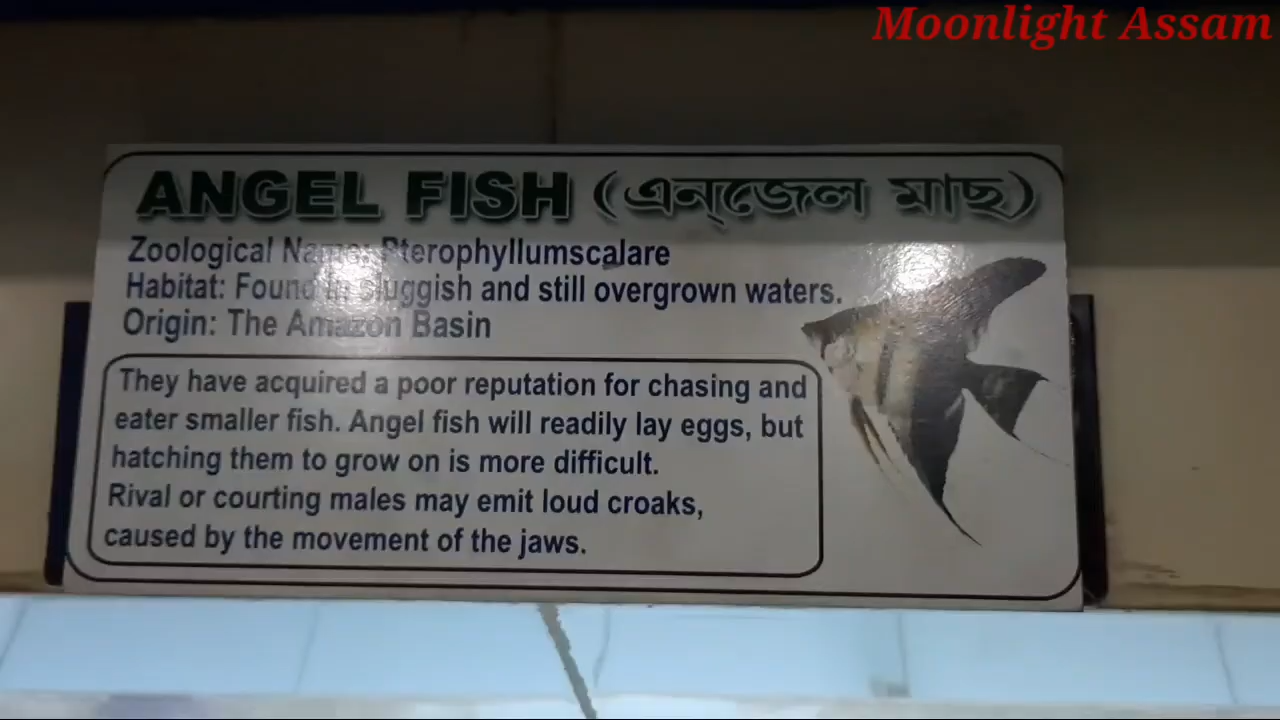 Moonlight Assam
ANGEL FISH (এন্জেল মাছ)
Zoological Name: Pterophyllumscalare
Habitat: Found in sluggish and still overgrown waters.
Origin: The Amazon Basin
They have acquired a poor reputation for chasing and
eater smaller fish. Angel fish will readily lay eggs, but
hatching them to grow on is more difficult.
Rival or courting males may emit loud croaks,
caused by the movement of the jaws.